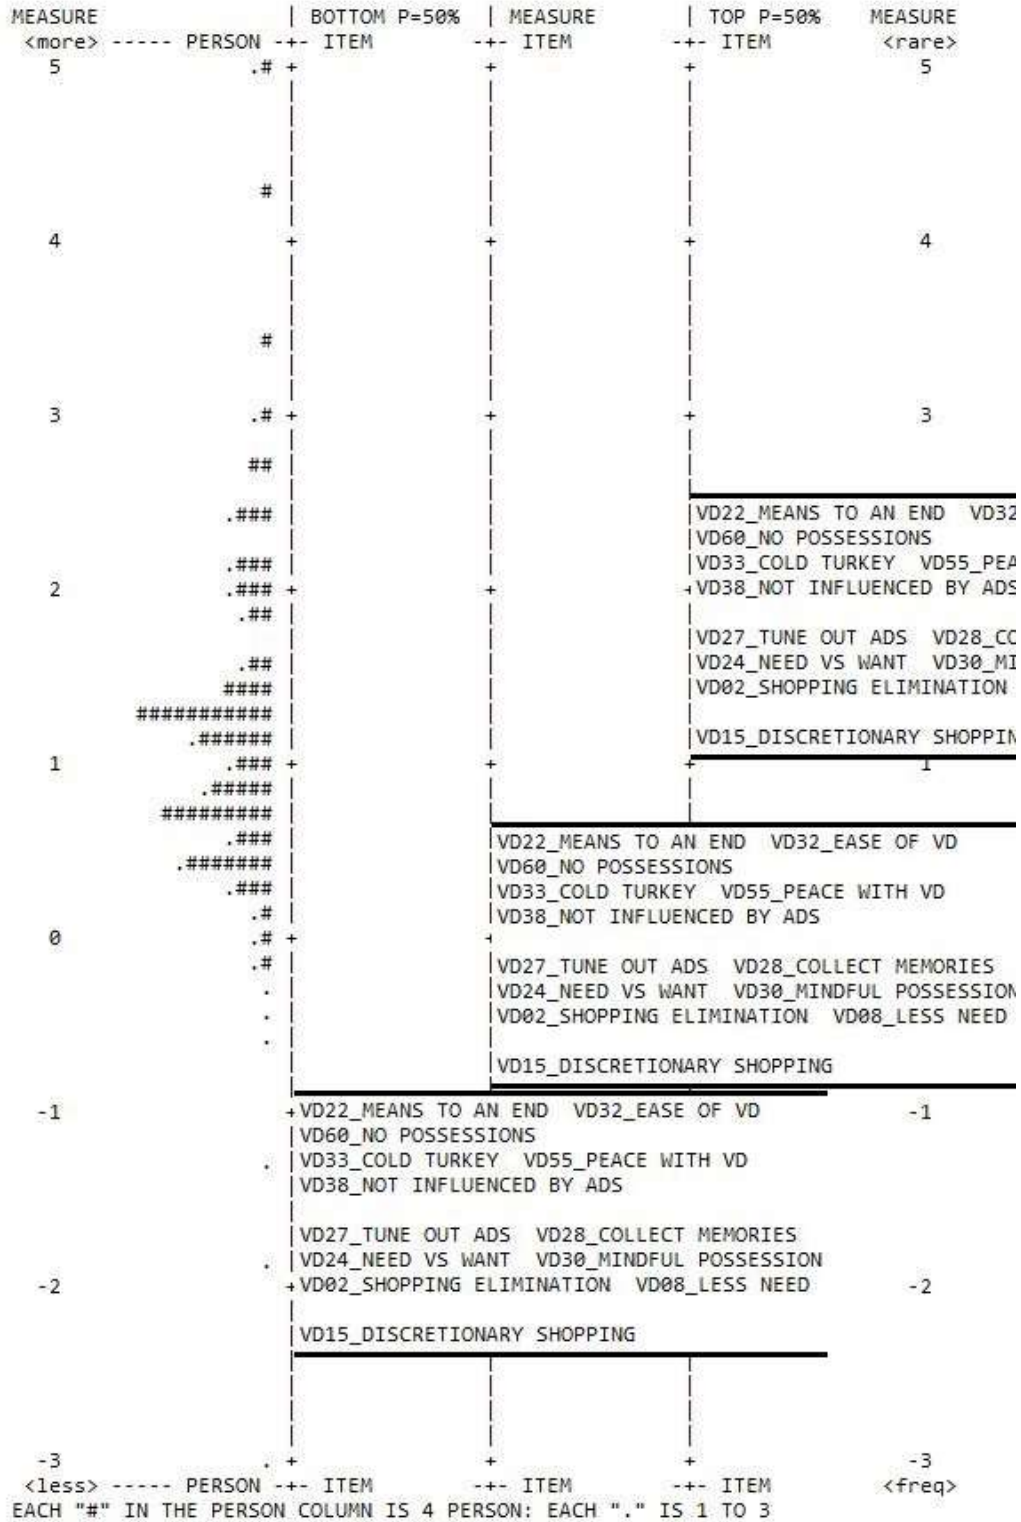 MEASURE | BOTTOM P=50% | MEASURE | TOP P=50% MEASURE
<more> ----- PERSON -+- ITEM -+- ITEM -+- ITEM <rare>
5 .# + + + 5
#
4 + + + 4
#
3 .# + + + 3
##
.### |VD22_MEANS TO AN END VD32
|VD60_NO POSSESSIONS
.### |VD33_COLD TURKEY VD55_PEA
2 .### + + +VD38_NOT INFLUENCED BY ADS
.##
|VD27_TUNE OUT ADS VD28_CO
.## |VD24_NEED VS WANT VD30_MI
#### |VD02_SHOPPING ELIMINATION
###########
.###### |VD15_DISCRETIONARY SHOPPIN
1 .### + + + 1
.#####
#########
.### |VD22_MEANS TO AN END VD32_EASE OF VD
.####### |VD60_NO POSSESSIONS
.### |VD33_COLD TURKEY VD55_PEACE WITH VD
.# |VD38_NOT INFLUENCED BY ADS
0 .# + +
.# |VD27_TUNE OUT ADS VD28_COLLECT MEMORIES
. |VD24_NEED VS WANT VD30_MINDFUL POSSESSION
. |VD02_SHOPPING ELIMINATION VD08_LESS NEED
.
|VD15_DISCRETIONARY SHOPPING
-1 +VD22_MEANS TO AN END VD32_EASE OF VD -1
|VD60_NO POSSESSIONS
. |VD33_COLD TURKEY VD55_PEACE WITH VD
|VD38_NOT INFLUENCED BY ADS
|VD27_TUNE OUT ADS VD28_COLLECT MEMORIES
. |VD24_NEED VS WANT VD30_MINDFUL POSSESSION
-2 +VD02_SHOPPING ELIMINATION VD08_LESS NEED -2
|VD15_DISCRETIONARY SHOPPING
-3 . + + + -3
<less> ----- PERSON -+- ITEM -+- ITEM -+- ITEM <freq>
EACH "#" IN THE PERSON COLUMN IS 4 PERSON: EACH "." IS 1 TO 3